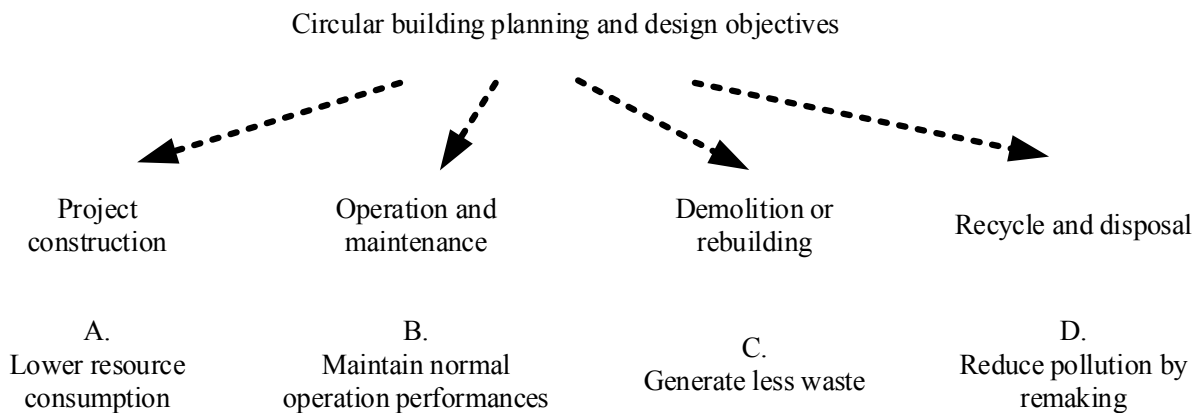 Circular building planning and design objectives
Project
construction
Operation and
maintenance
Demolition or
rebuilding
Recycle and disposal
A.
Lower resource
consumption
B.
Maintain normal
operation performances
C.
Generate less waste
D.
Reduce pollution by
remaking